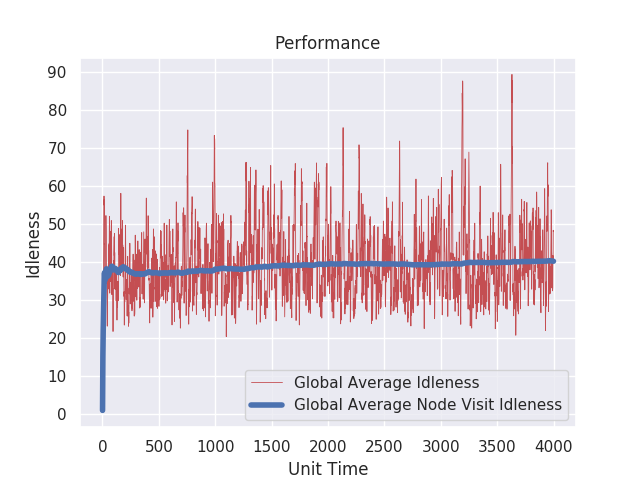 Performance
90
80
70
60
50
40
30
20
10
0
Idleness
Global Average Idleness
Global Average Node Visit Idleness
0 500 1000 1500 2000 2500 3000 3500 4000
Unit Time